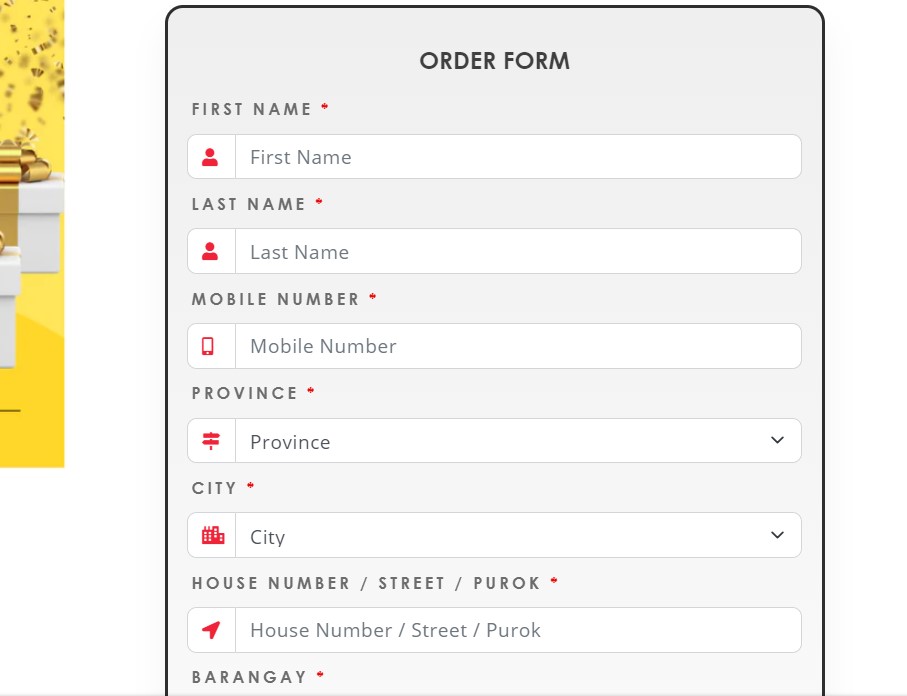 ORDER FORM
FIRST NAME *
First Name
LAST NAME *
Last Name
MOBILE NUMBER *
Mobile Number
PROVINCE *
Province
CITY *
City
HOUSE NUMBER / STREET / PUROK *
House Number / Street / Purok
BARANGAY *